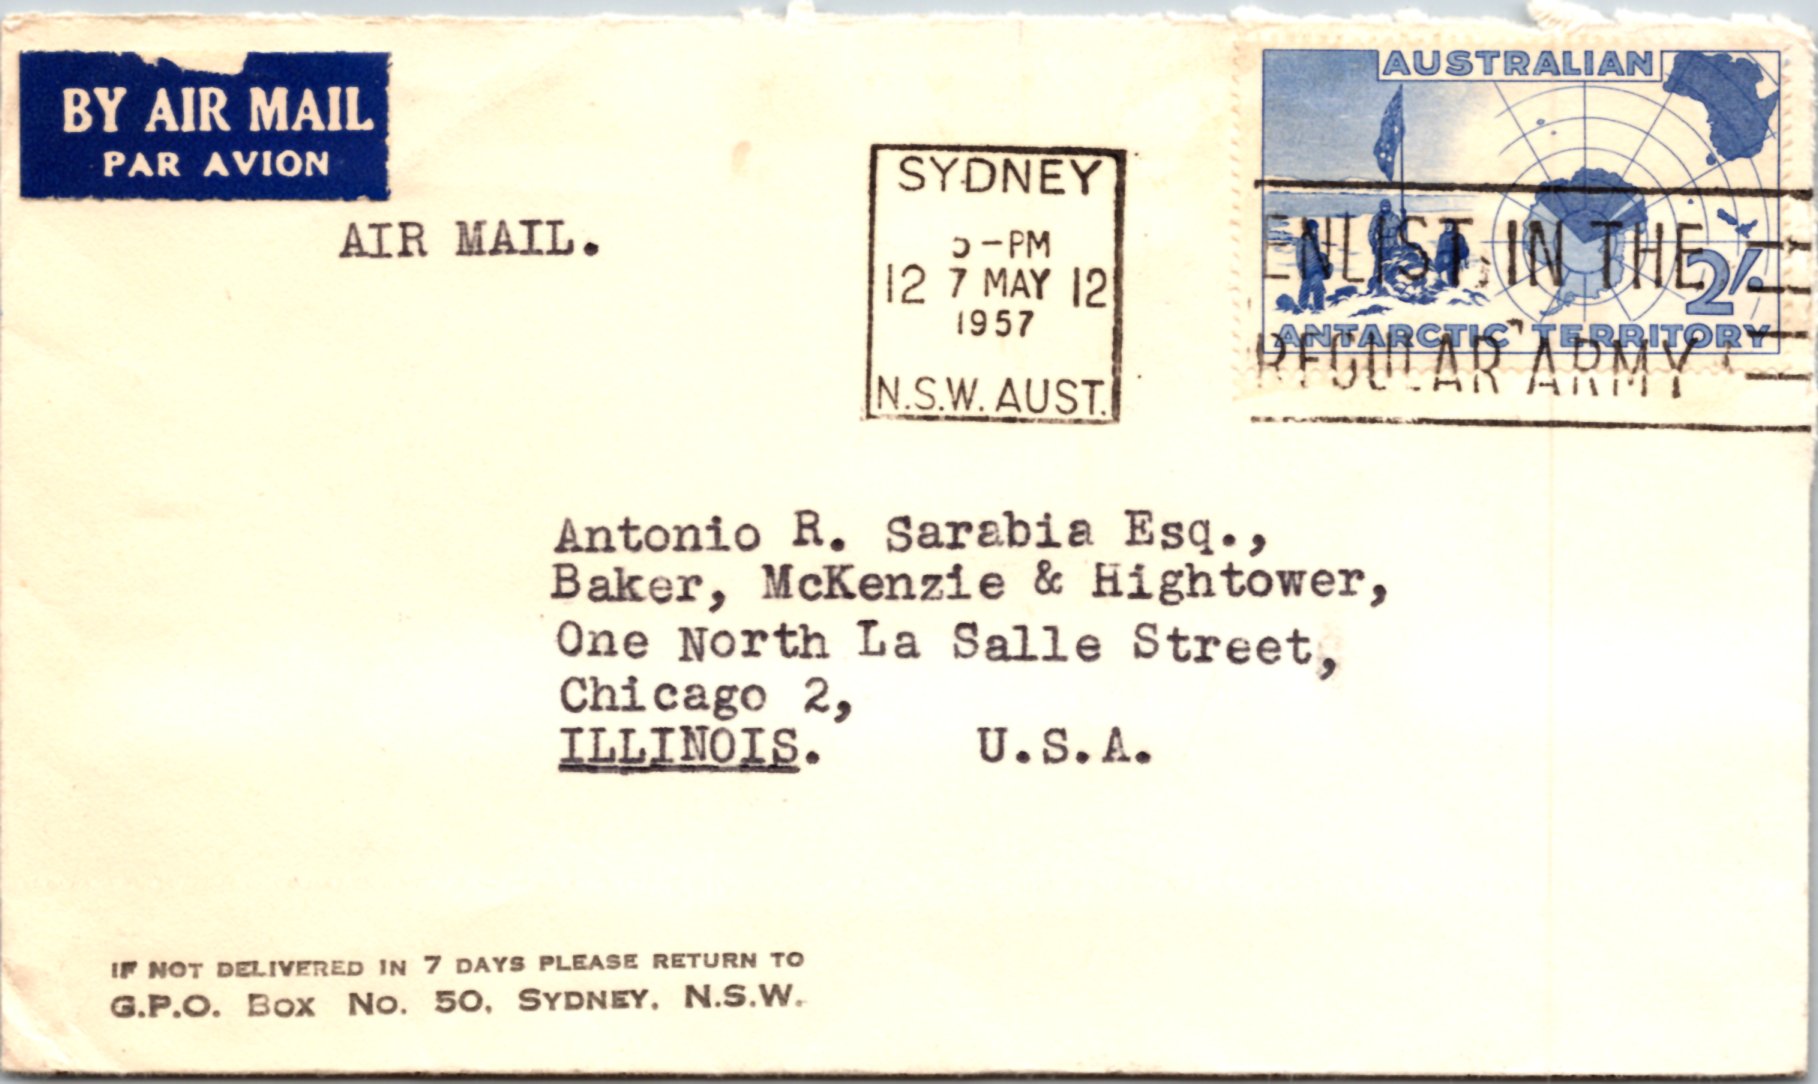 BY AIR MAIL
PAR AVION
AIR MAIL.
SYDNEY
5-PM
12 7 MAY 12
1957
N.S.W. AUST.
AUSTRALIAN
2/-
ANTARCTIC TERRITORY
ENLIST IN THE
REGULAR ARMY
Antonio R. Sarabia Esq.,
Baker, McKenzie & Hightower,
One North La Salle Street,
Chicago 2,
ILLINOIS. U.S.A.
IF NOT DELIVERED IN 7 DAYS PLEASE RETURN TO
G.P.O. Box No. 50, SYDNEY, N.S.W.